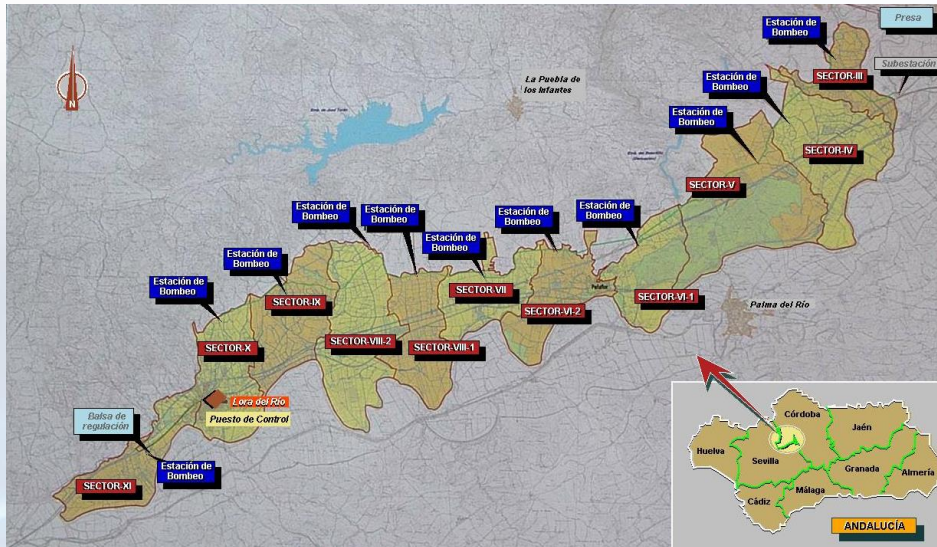 Estación de
Bombeo
Presa
Subestación
SECTOR-III
La Puebla de
los Infantes
Estación de
Bombeo
Estación de
Bombeo
SECTOR-IV
SECTOR-V
Estación de
Bombeo
Estación de
Bombeo
Estación de
Bombeo
Estación de
Bombeo
Estación de
Bombeo
Estación de
Bombeo
Estación de
Bombeo
SECTOR-VII
SECTOR-IX
SECTOR-VI-1
SECTOR-VI-2
Peñaflor
Palma del Río
SECTOR-X
SECTOR-VIII-2
SECTOR-VIII-1
Lora del Río
Puesto de Control
Balsa de
regulación
Estación de
Bombeo
SECTOR-XI
N
Córdoba
Jaén
Huelva
Sevilla
Granada
Almería
Málaga
Cádiz
ANDALUCÍA